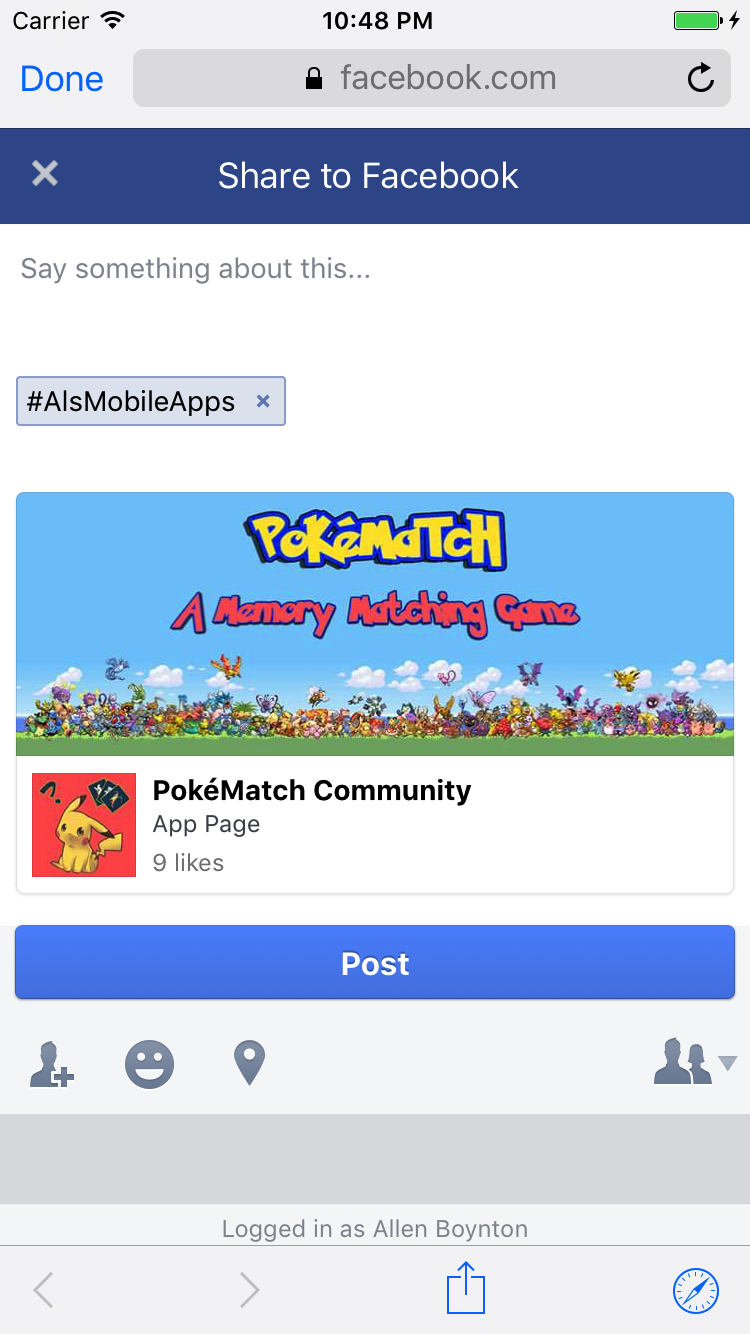 Carrier 10:48 PM
Done facebook.com
Share to Facebook
Say something about this...
#AlsMobileApps
PokéMatch
A Memory Matching Game
PokéMatch Community
App Page
9 likes
Post
Logged in as Allen Boynton